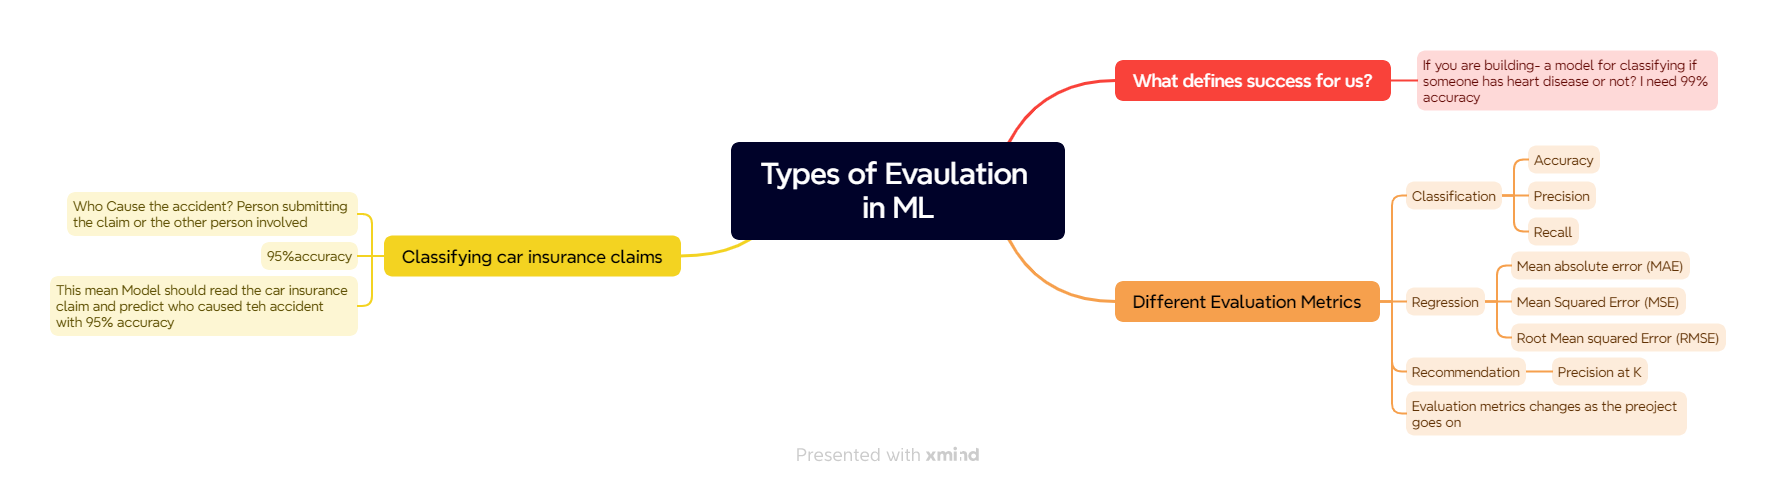 Types of Evaulation
in ML
What defines success for us?
If you are building- a model for classifying if
someone has heart disease or not? I need 99%
accuracy
Different Evaluation Metrics
Classification
Accuracy
Precision
Recall
Regression
Mean absolute error (MAE)
Mean Squared Error (MSE)
Root Mean squared Error (RMSE)
Recommendation
Precision at K
Evaluation metrics changes as the preoject
goes on
Classifying car insurance claims
Who Cause the accident? Person submitting
the claim or the other person involved
95%accuracy
This mean Model should read the car insurance
claim and predict who caused teh accident
with 95% accuracy
Presented with xmind